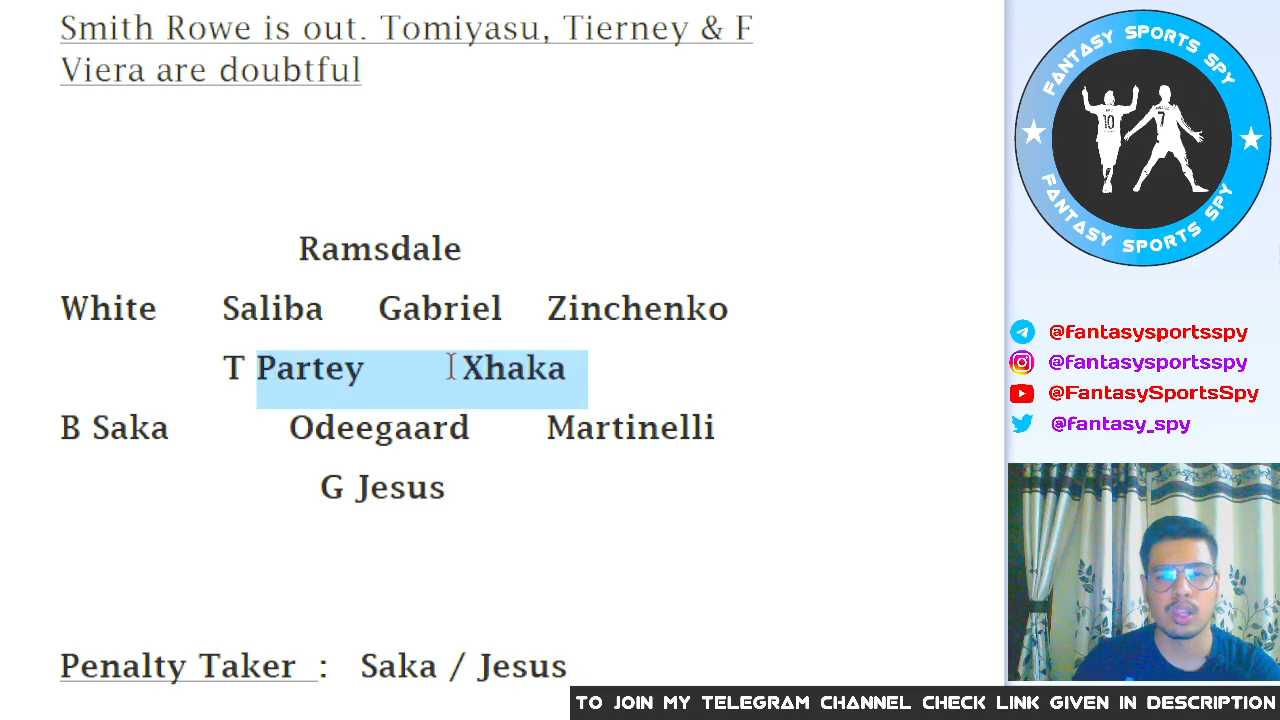 Smith Rowe is out. Tomiyasu, Tierney & F
Viera are doubtful
Ramsdale
White Saliba Gabriel Zinchenko
T Partey Xhaka
B Saka Odeegaard Martinelli
G Jesus
Penalty Taker : Saka / Jesus
FANTASY SPORTS SPY
10 7
FANTASY SPORTS SPY
@fantasysportsspy
@fantasysportsspy
@FantasySportsSpy
@fantasy_spy
TO JOIN MY TELEGRAM CHANNEL CHECK LINK GIVEN IN DESCRIPTION